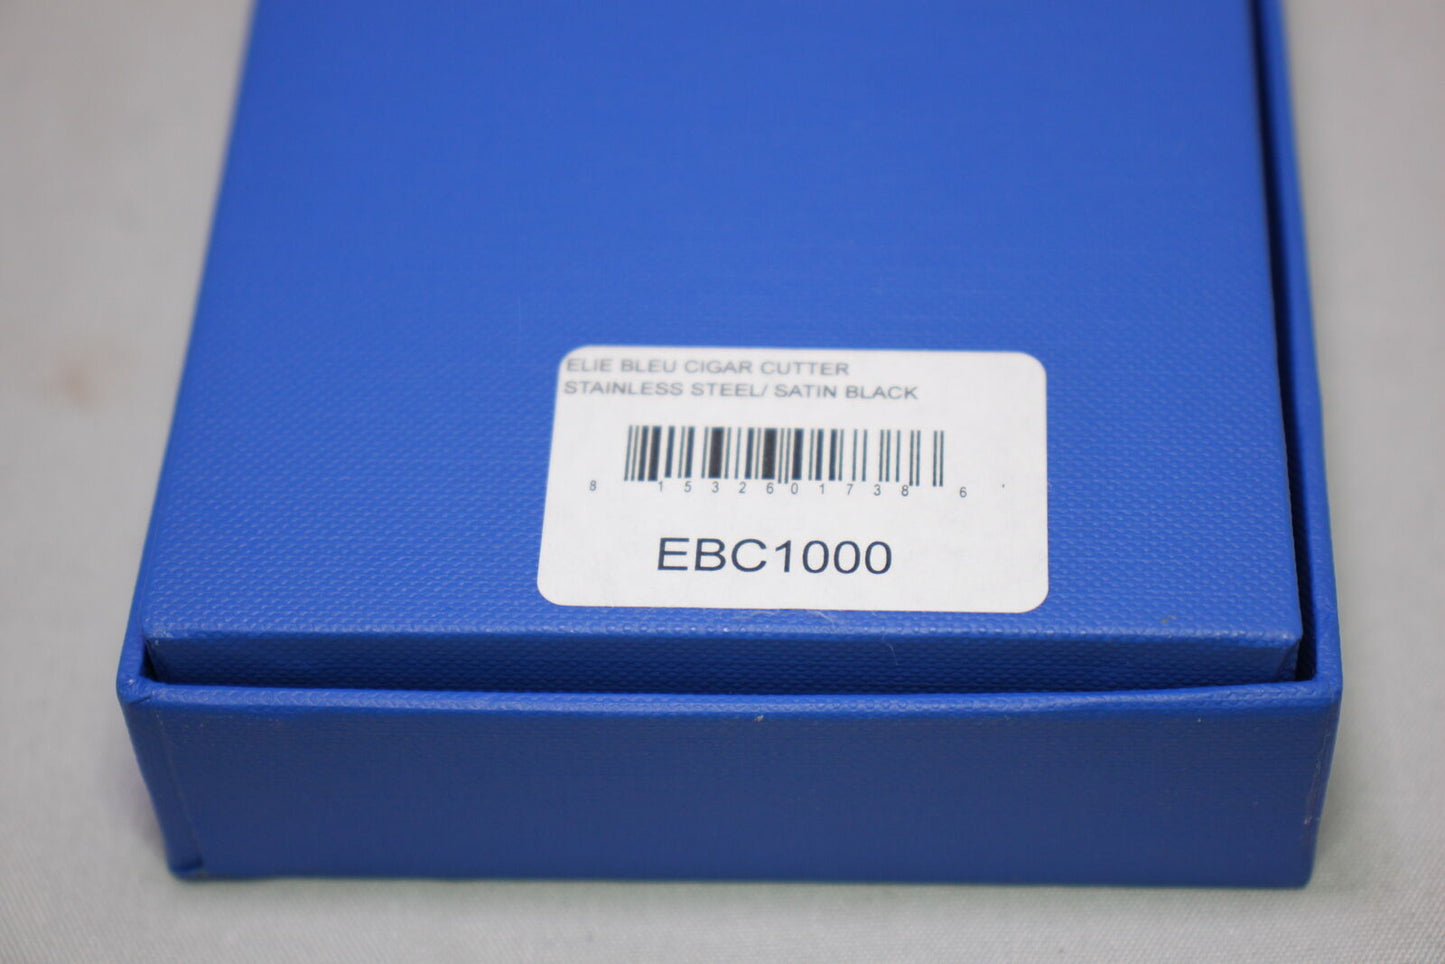 ELIE BLEU CIGAR CUTTER
STAINLESS STEEL/ SATIN BLACK
8 15326 01738 6
EBC1000